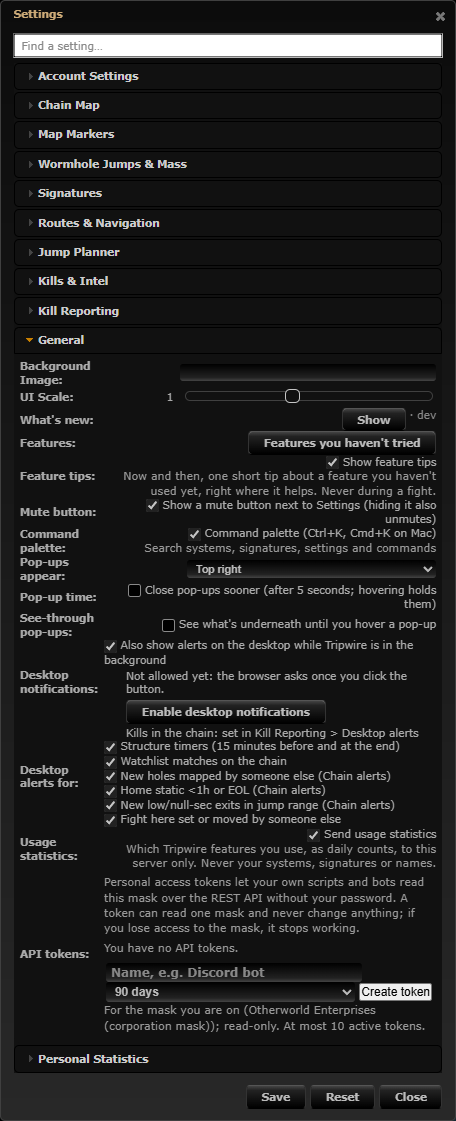 Settings
Find a setting...
Account Settings
Chain Map
Map Markers
Wormhole Jumps & Mass
Signatures
Routes & Navigation
Jump Planner
Kills & Intel
Kill Reporting
General
Background
Image:
UI Scale: 1
What's new: Show · dev
Features: Features you haven't tried
Show feature tips
Feature tips: Now and then, one short tip about a feature you haven't
used yet, right where it helps. Never during a fight.
Mute button: Show a mute button next to Settings (hiding it also
unmutes)
Command
palette:
Command palette (Ctrl+K, Cmd+K on Mac)
Search systems, signatures, settings and commands
Pop-ups
appear:
Top right
Pop-up time: Close pop-ups sooner (after 5 seconds; hovering holds
them)
See-through
pop-ups:
See what's underneath until you hover a pop-up
Also show alerts on the desktop while Tripwire is in the
background
Desktop
notifications:
Not allowed yet: the browser asks once you click the
button.
Enable desktop notifications
Kills in the chain: set in Kill Reporting > Desktop alerts
Desktop
alerts for:
Structure timers (15 minutes before and at the end)
Watchlist matches on the chain
New holes mapped by someone else (Chain alerts)
Home static <1h or EOL (Chain alerts)
New low/null-sec exits in jump range (Chain alerts)
Fight here set or moved by someone else
Usage
statistics:
Send usage statistics
Which Tripwire features you use, as daily counts, to this
server only. Never your systems, signatures or names.
API tokens:
Personal access tokens let your own scripts and bots read
this mask over the REST API without your password. A
token can read one mask and never change anything; if
you lose access to the mask, it stops working.
You have no API tokens.
Name, e.g. Discord bot
90 days Create token
For the mask you are on (Otherworld Enterprises
(corporation mask)); read-only. At most 10 active tokens.
Personal Statistics
Save Reset Close